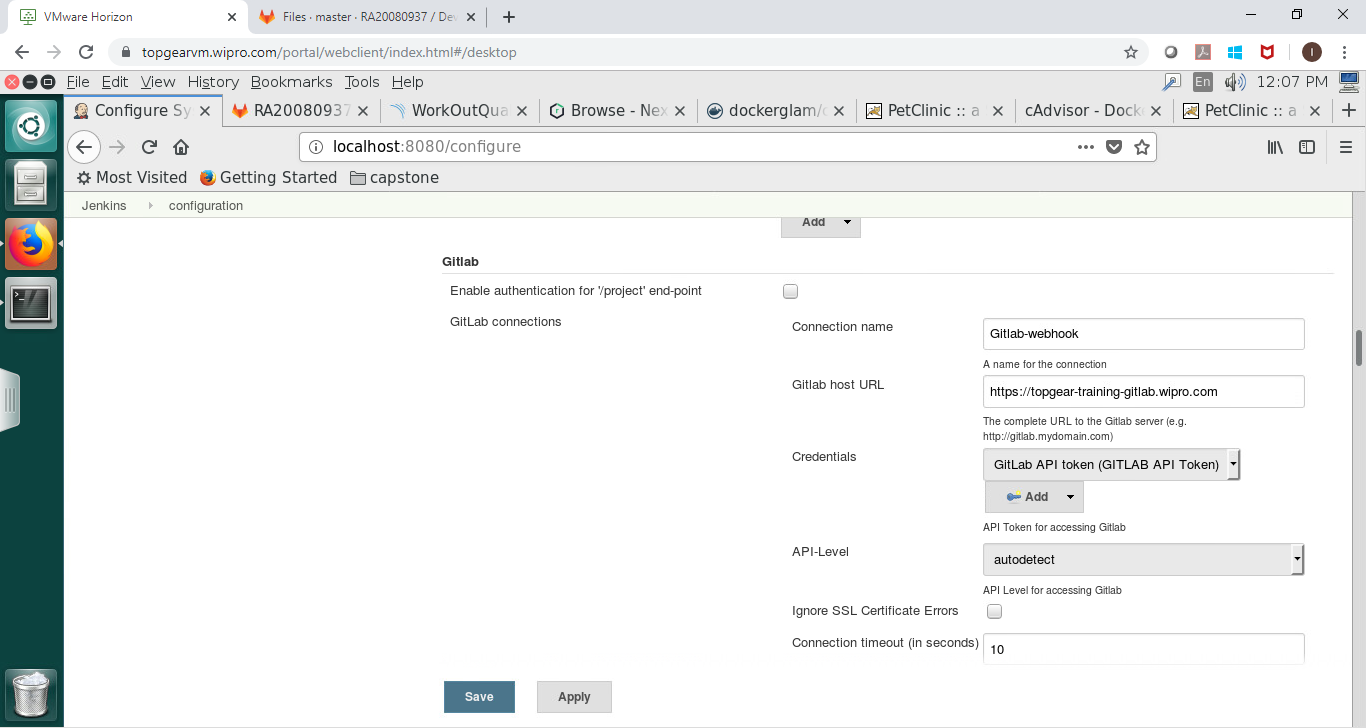 VMware Horizon
Files · master · RA20080937 / De
topgearvm.wipro.com/portal/webclient/index.html#/desktop
I
File Edit View History Bookmarks Tools Help
En
12:07 PM
Configure Sy
RA20080937
WorkOutQua
Browse - Nex
dockerglam/c
PetClinic :: a
cAdvisor - Docke
PetClinic :: a
localhost:8080/configure
Most Visited
Getting Started
capstone
Jenkins
configuration
Add
Gitlab
Enable authentication for '/project' end-point
GitLab connections
Connection name
Gitlab-webhook
A name for the connection
Gitlab host URL
https://topgear-training-gitlab.wipro.com
The complete URL to the Gitlab server (e.g.
http://gitlab.mydomain.com)
Credentials
GitLab API token (GITLAB API Token)
Add
API Token for accessing Gitlab
API-Level
autodetect
API Level for accessing Gitlab
Ignore SSL Certificate Errors
Connection timeout (in seconds)
10
Save
Apply